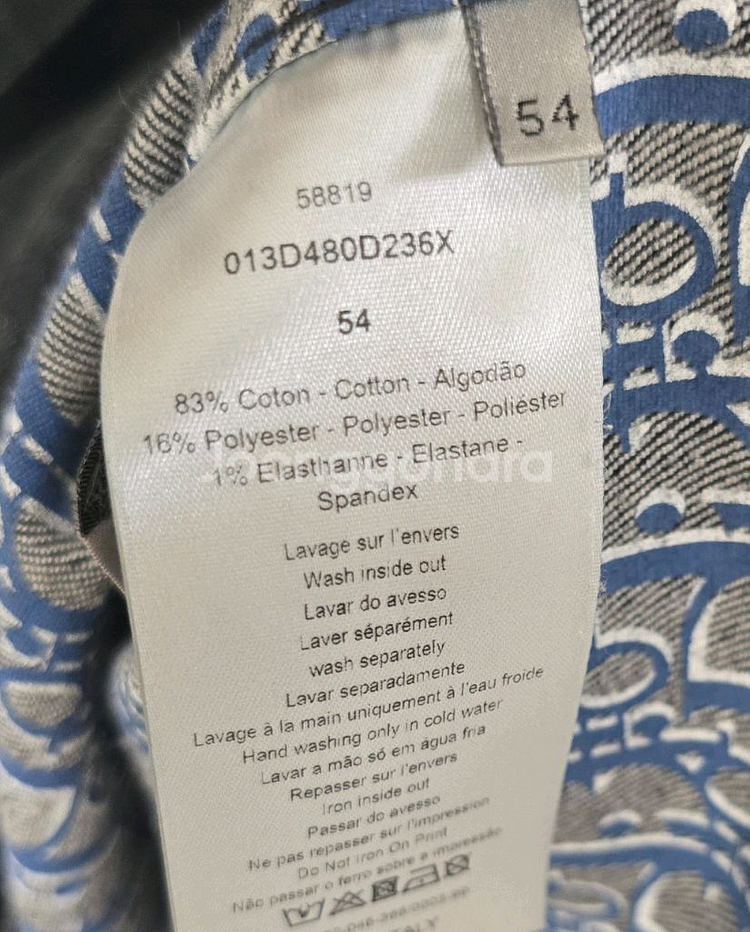 54
58819
013D480D236X
54
83% Coton - Cotton - Algodão
16% Polyester - Polyester - Poliéster
1% Elasthanne - Elastane -
Spandex
Lavage sur l'envers
Wash inside out
Lavar do avesso
Laver séparément
wash separately
Lavar separadamente
Lavage à la main uniquement à l'eau froide
Hand washing only in cold water
Lavar a mão só em água fria
Repasser sur l'envers
Iron inside out
Passar do avesso
Ne pas repasser sur l'impression
Do Not Iron On Print
Não passar o ferro sobre a impressão